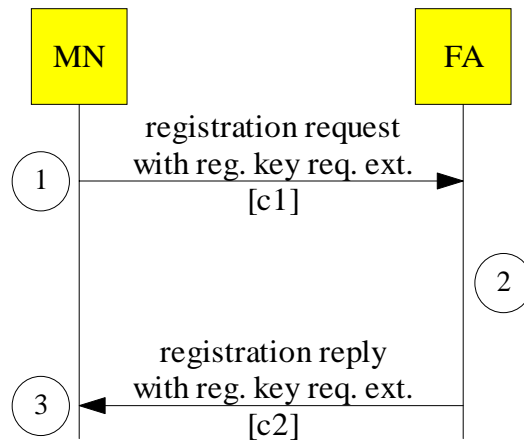 MN
FA
registration request
with reg. key req. ext.
1
[c1]
2
registration reply
with reg. key req. ext.
3
[c2]